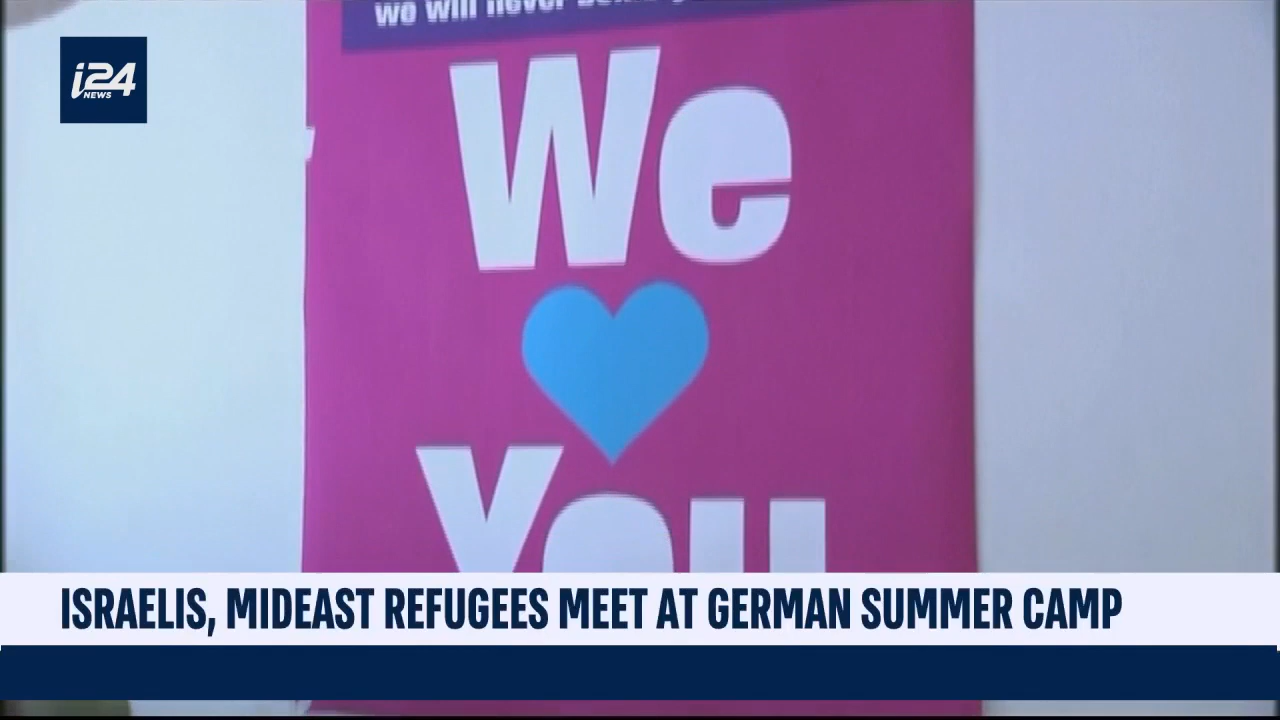 i24
NEWS
we will never
We
You
ISRAELIS, MIDEAST REFUGEES MEET AT GERMAN SUMMER CAMP